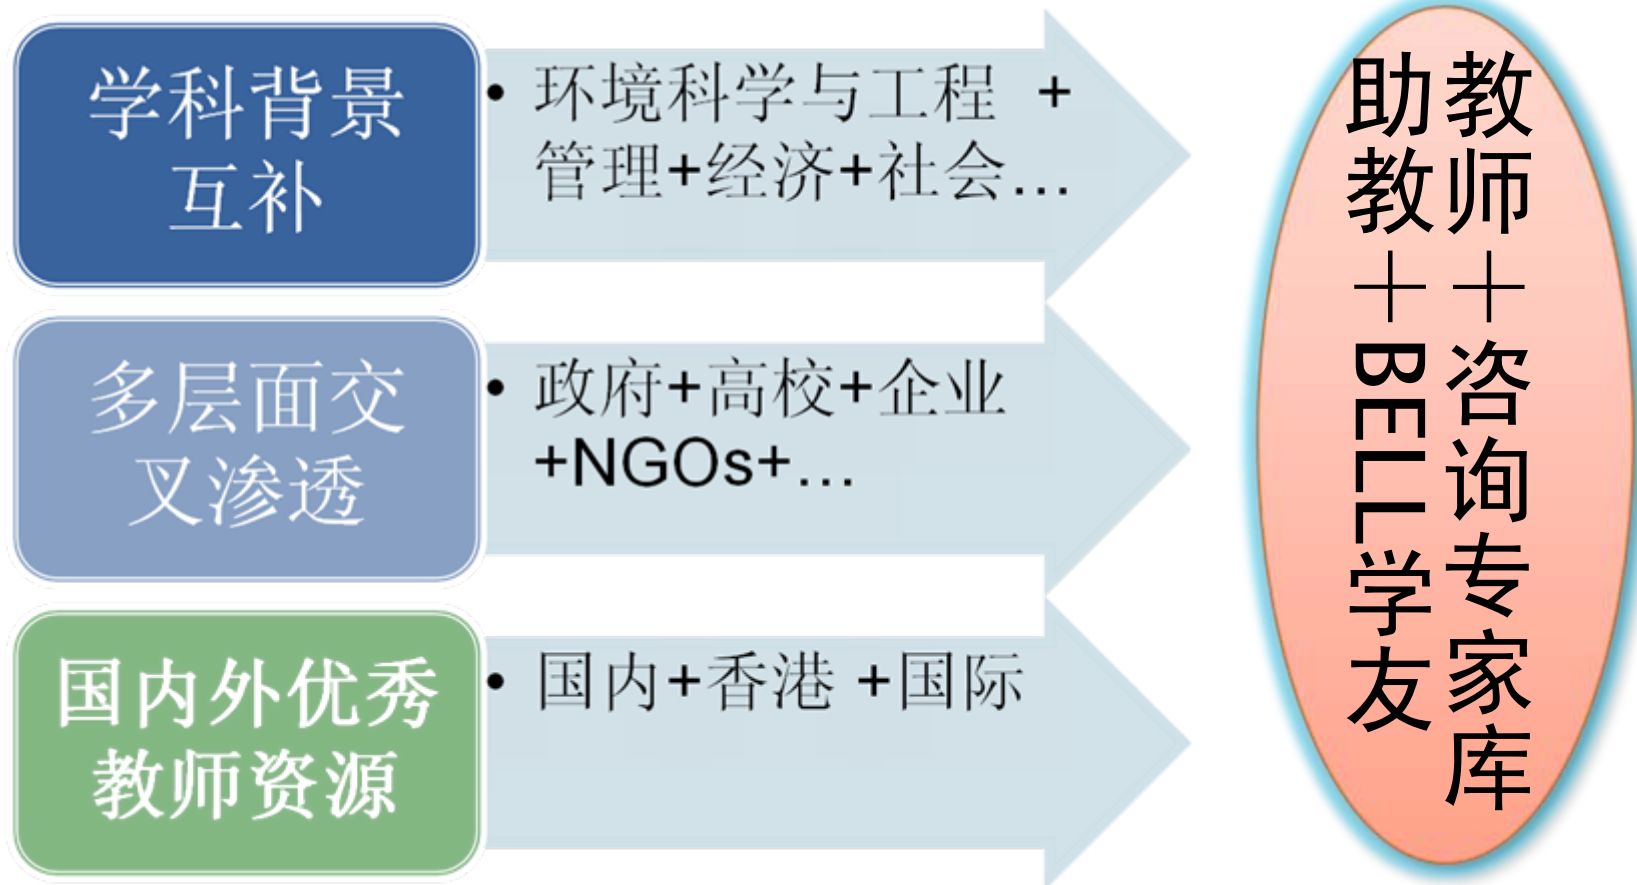 学科背景
互补
• 环境科学与工程 +
管理+经济+社会…
多层面交
叉渗透
• 政府+高校+企业
+NGOs+…
国内外优秀
教师资源
• 国内+香港 +国际
教师＋咨询专家库
助教＋BELL学友